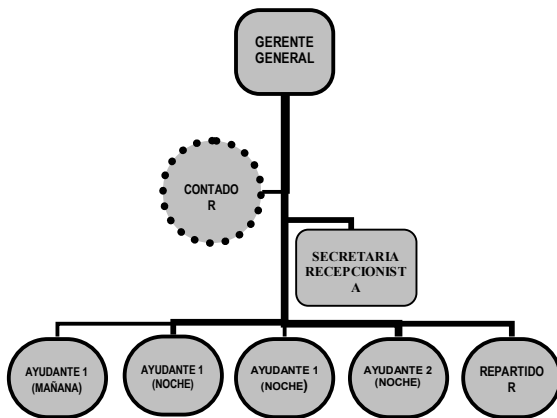 GERENTE
GENERAL
CONTADO
R
SECRETARIA
RECEPCIONIST
A
AYUDANTE 1
(MAÑANA)
AYUDANTE 1
(NOCHE)
AYUDANTE 1
(NOCHE)
AYUDANTE 2
(NOCHE)
REPARTIDO
R